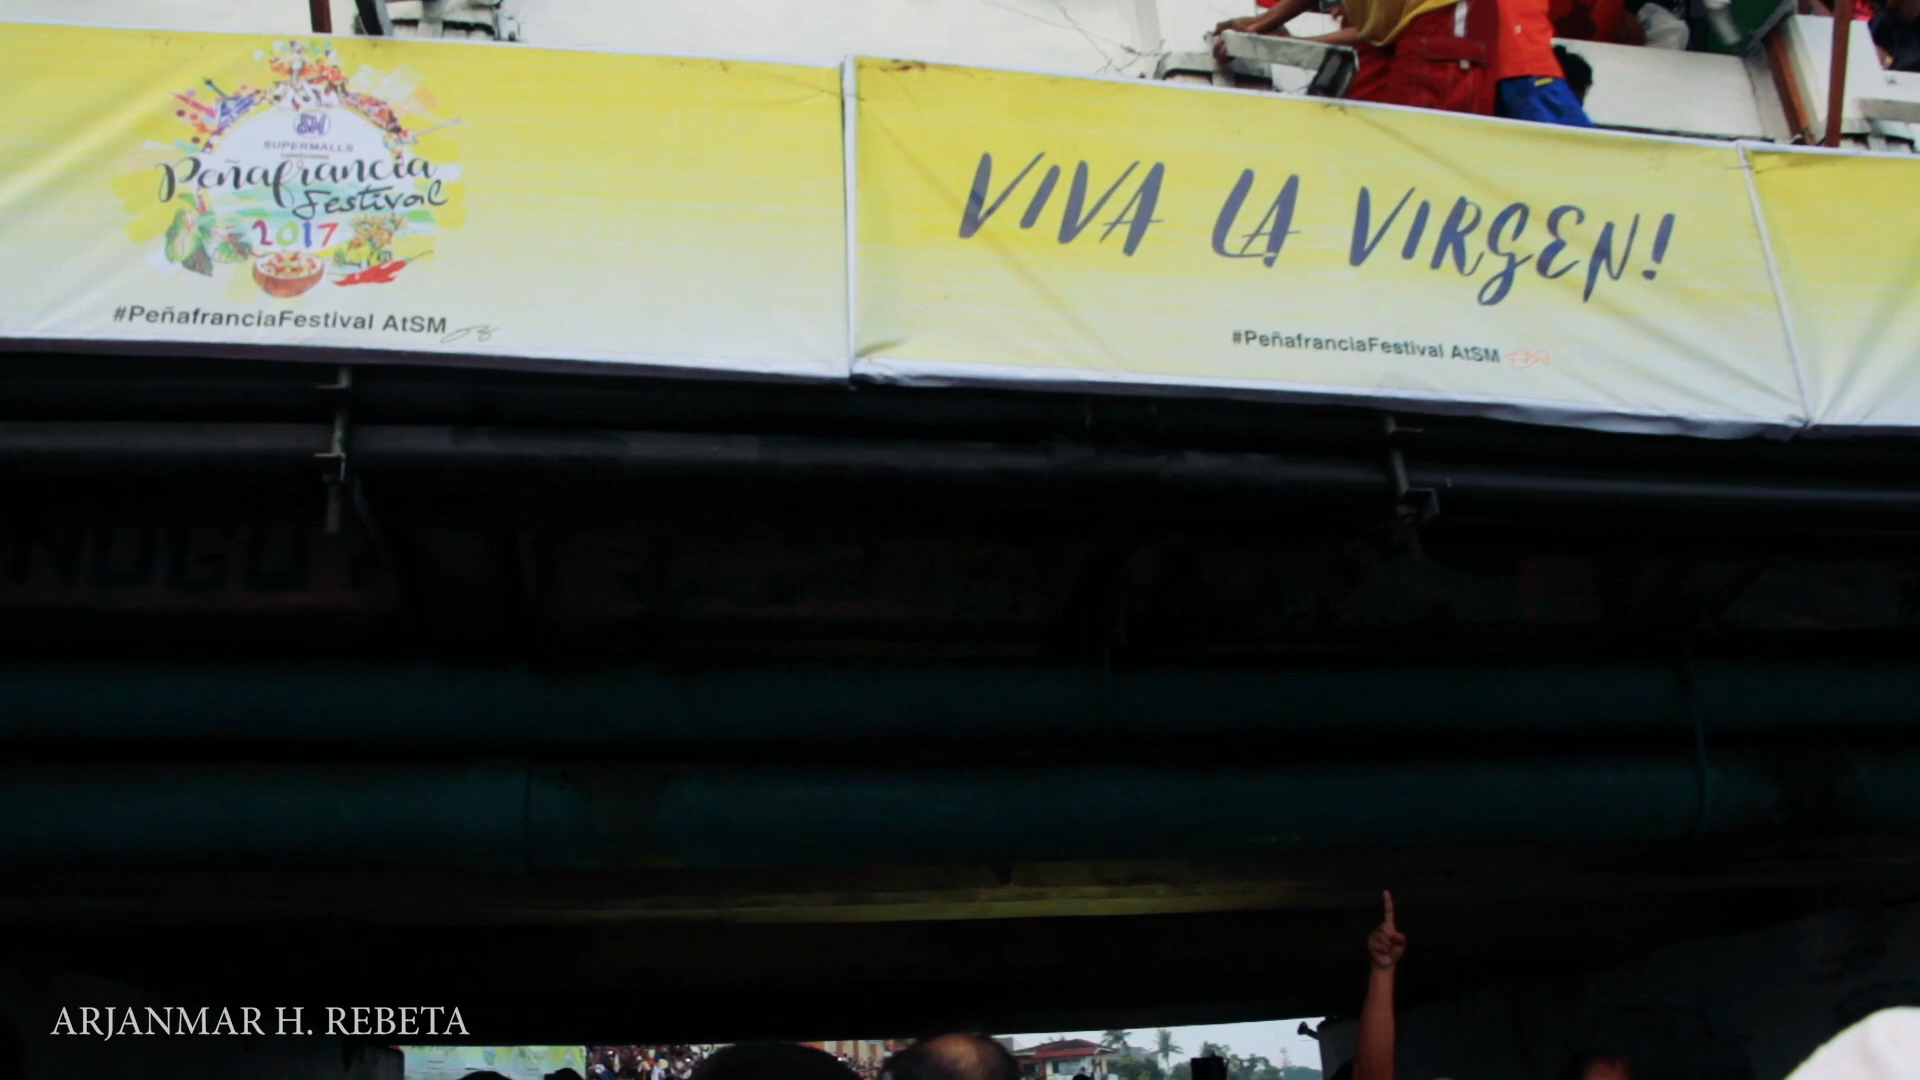 SM
SUPERMALLS
Peñafrancia
Festival
2017
#PeñafranciaFestival AtSM
VIVA LA VIRGEN!
#PeñafranciaFestival AtSM
ARJANMAR H. REBETA